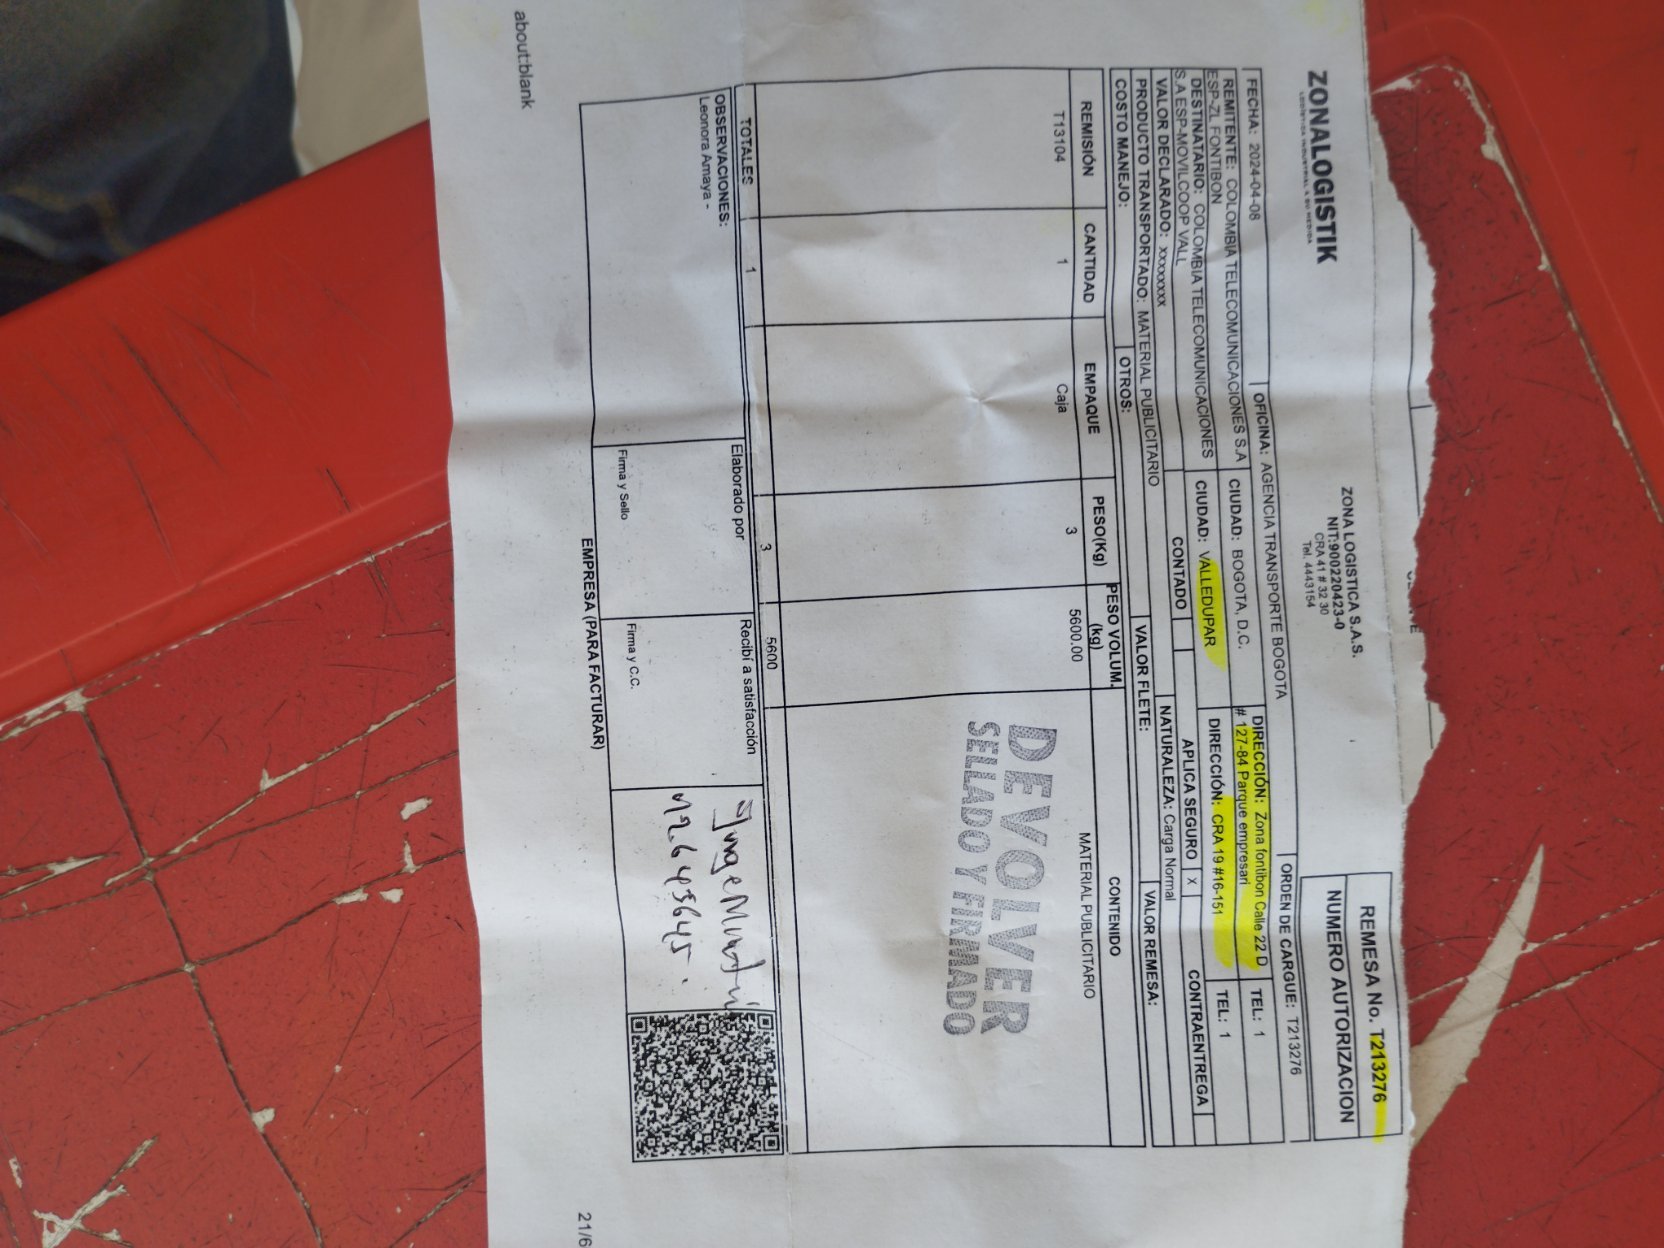 ZONALOGISTIK
LOGÍSTICA INDUSTRIAL A SU MEDIDA
ZONA LOGISTICA S.A.S.
NIT:900220423-0
CRA 41 # 32 30
Tel. 4443154
REMESA No. T213276
NUMERO AUTORIZACION
FECHA: 2024-04-08
OFICINA: AGENCIA TRANSPORTE BOGOTA
ORDEN DE CARGUE: T213276
REMITENTE: COLOMBIA TELECOMUNICACIONES S.A
ESP-ZL FONTIBON
CIUDAD: BOGOTA, D.C.
DIRECCIÓN: Zona fontibon Calle 22 D
# 127-84 Parque empresari
TEL: 1
DESTINATARIO: COLOMBIA TELECOMUNICACIONES
S.A ESP-MOVILCOOP VALL
CIUDAD: VALLEDUPAR
DIRECCIÓN: CRA 19 #16-151
TEL: 1
VALOR DECLARADO: xxxxxxxx
CONTADO
APLICA SEGURO X
CONTRAENTREGA
PRODUCTO TRANSPORTADO: MATERIAL PUBLICITARIO
NATURALEZA: Carga Normal
COSTO MANEJO:
OTROS:
VALOR FLETE:
VALOR REMESA:
REMISIÓN CANTIDAD EMPAQUE PESO(Kg) PESO VOLUM. (kg) CONTENIDO
T13104 1 Caja 3 5600.00 MATERIAL PUBLICITARIO
DEVOLVER
SELLADO Y FIRMADO
TOTALES 1 3 5600
OBSERVACIONES:
Leonora Amaya -
Elaborado por
Firma y Sello
Recibí a satisfacción
Firma y C.C.
EMPRESA (PARA FACTURAR)
about:blank
21/6